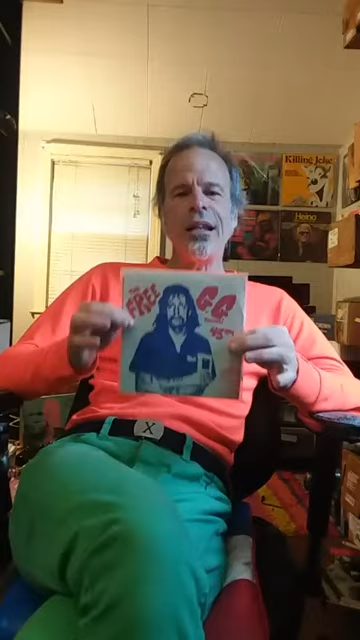 Killing Joke
Heino
THE
FREE
G.G.
45!
X